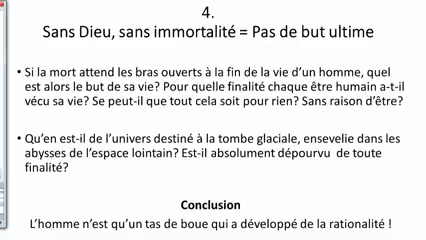 4.
Sans Dieu, sans immortalité = Pas de but ultime
• Si la mort attend les bras ouverts à la fin de la vie d'un homme, quel
est alors le but de sa vie? Pour quelle finalité chaque être humain a-t-il
vécu sa vie? Se peut-il que tout cela soit pour rien? Sans raison d'être?
• Qu'en est-il de l'univers destiné à la tombe glaciale, ensevelie dans les
abysses de l'espace lointain? Est-il absolument dépourvu de toute
finalité?
Conclusion
L'homme n'est qu'un tas de boue qui a développé de la rationalité !